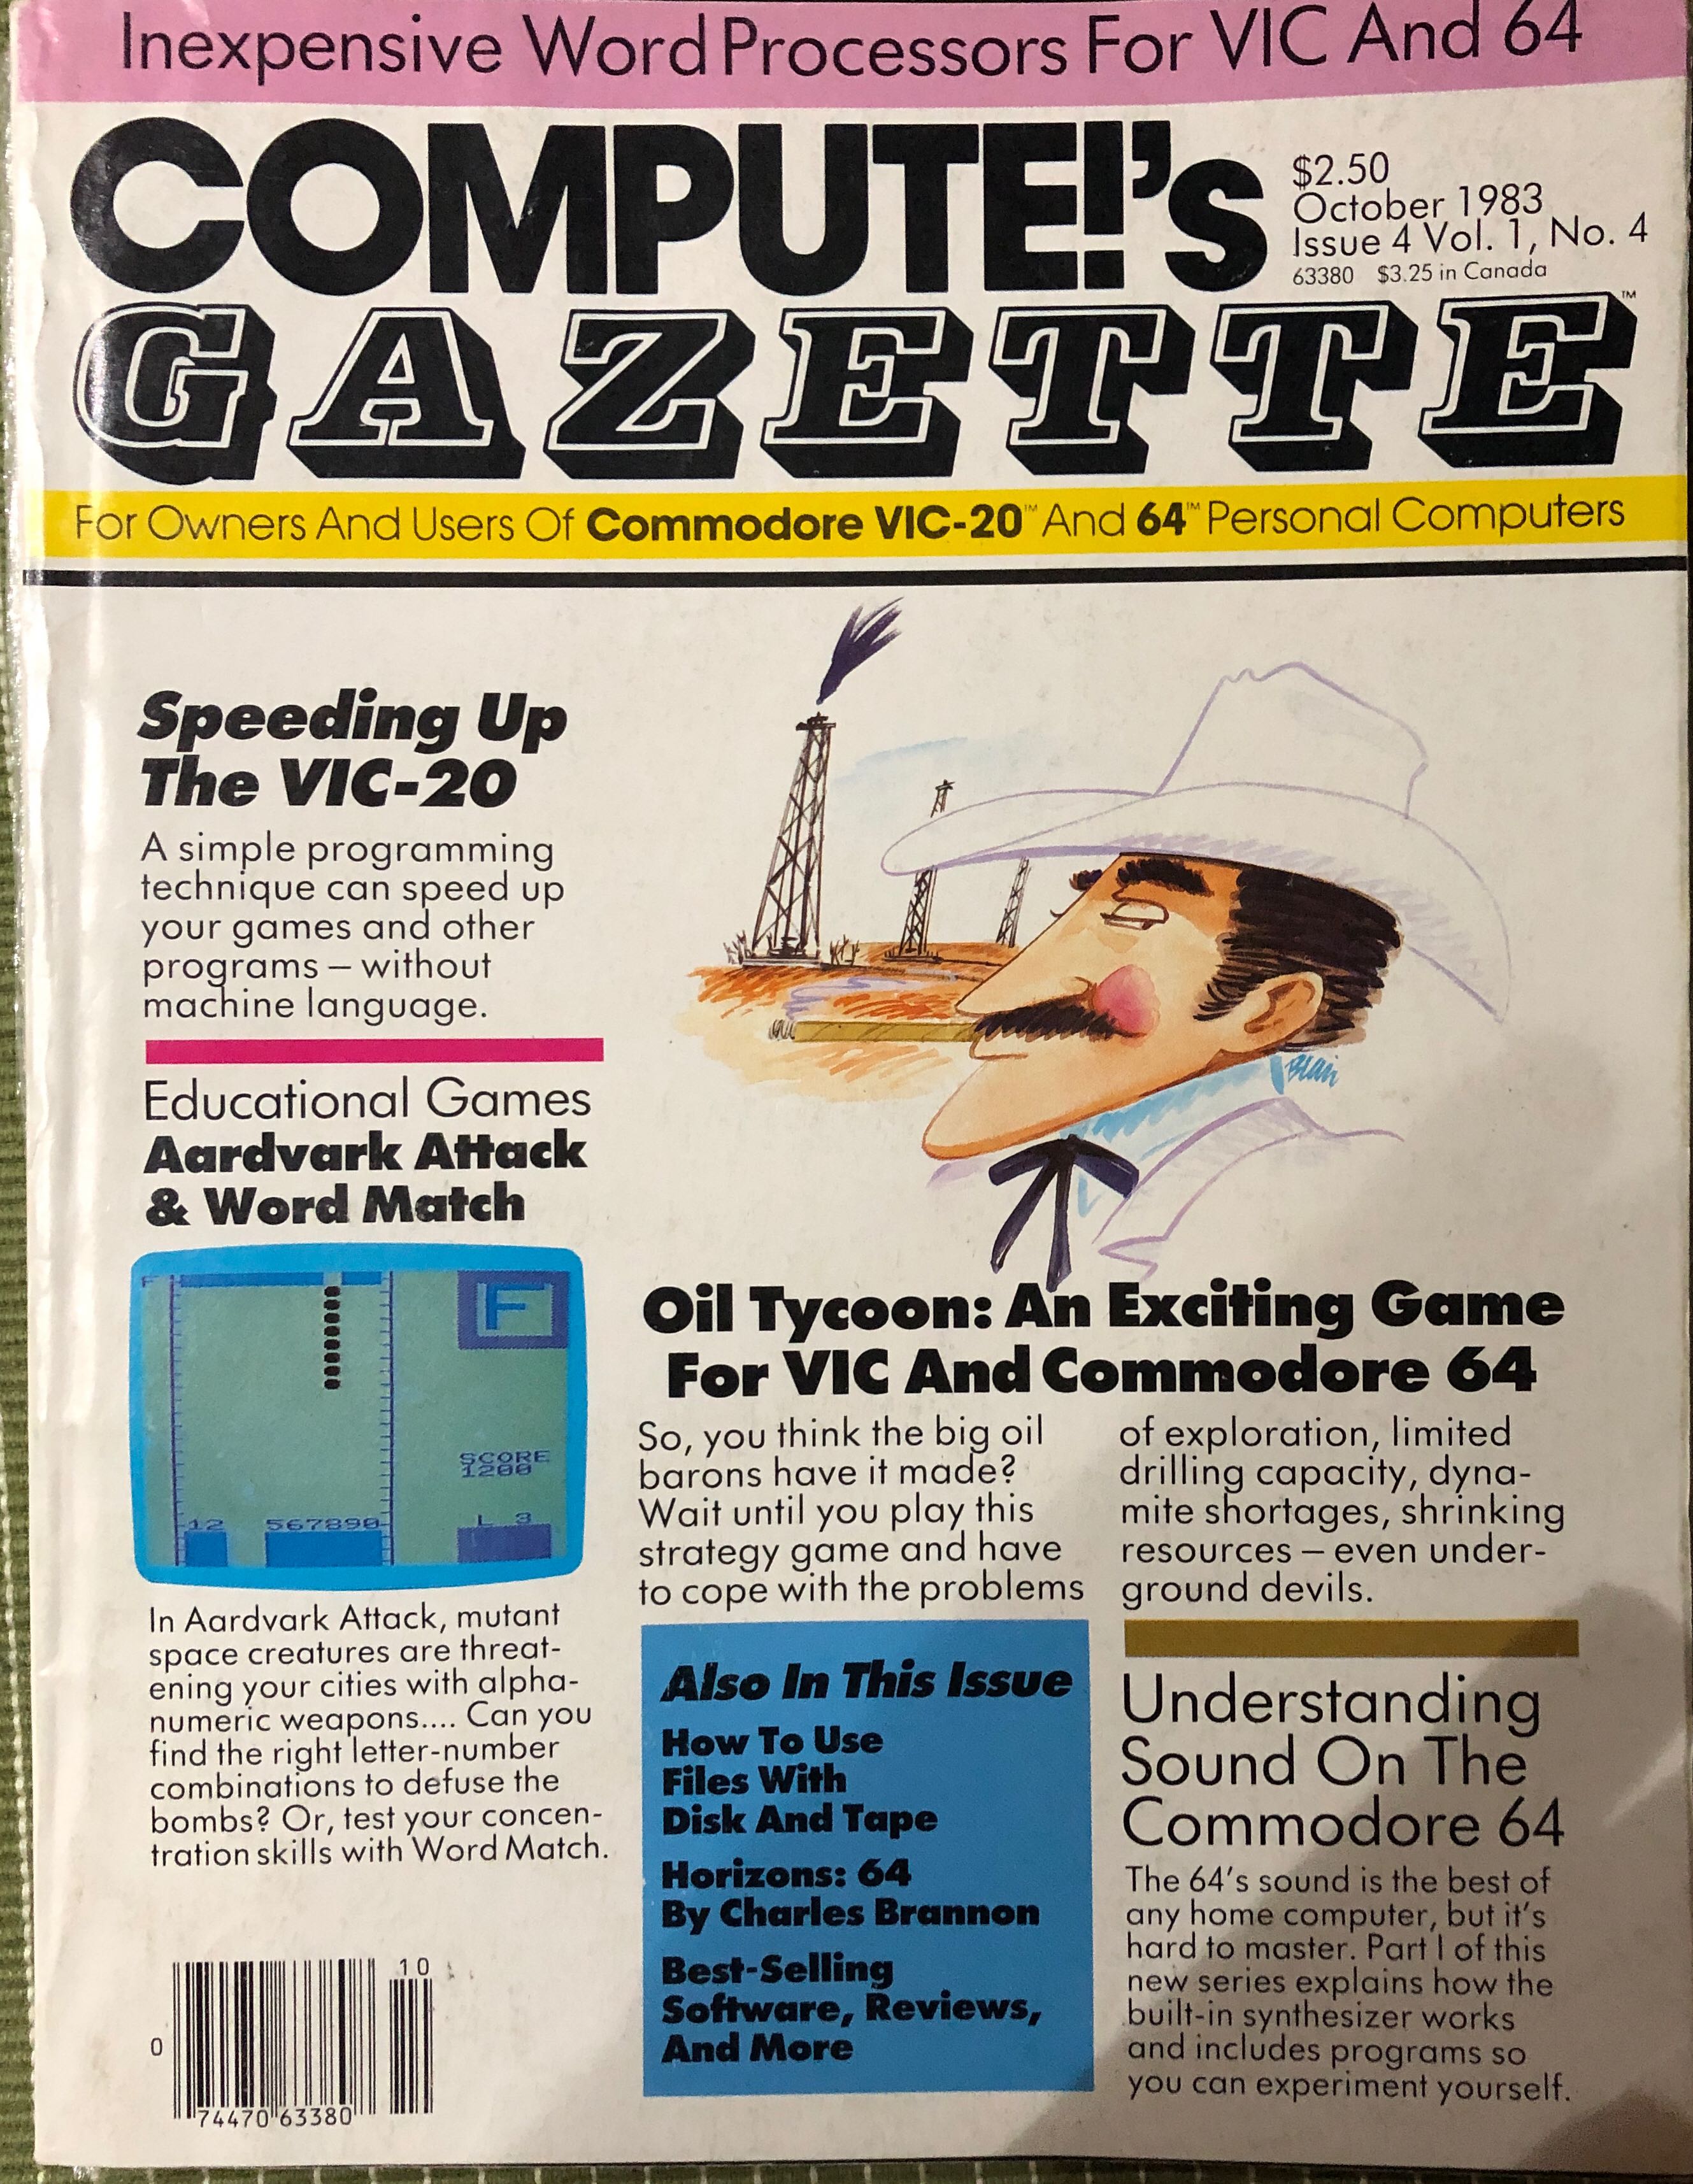 Inexpensive Word Processors For VIC And 64
COMPUTE!'s
$2.50
October 1983
Issue 4 Vol. 1, No. 4
63380 $3.25 in Canada
GAZETTE™
For Owners And Users Of Commodore VIC-20™ And 64™ Personal Computers
Speeding Up
The VIC-20
A simple programming
technique can speed up
your games and other
programs – without
machine language.
Educational Games
Aardvark Attack
& Word Match
F
F
SCORE
1200
12 567890
L 3
In Aardvark Attack, mutant
space creatures are threat-
ening your cities with alpha-
numeric weapons.... Can you
find the right letter-number
combinations to defuse the
bombs? Or, test your concen-
tration skills with Word Match.
10
0
74470 63380
Blair
Oil Tycoon: An Exciting Game
For VIC And Commodore 64
So, you think the big oil
barons have it made?
Wait until you play this
strategy game and have
to cope with the problems
of exploration, limited
drilling capacity, dyna-
mite shortages, shrinking
resources – even under-
ground devils.
Also In This Issue
How To Use
Files With
Disk And Tape
Horizons: 64
By Charles Brannon
Best-Selling
Software, Reviews,
And More
Understanding
Sound On The
Commodore 64
The 64's sound is the best of
any home computer, but it's
hard to master. Part I of this
new series explains how the
built-in synthesizer works
and includes programs so
you can experiment yourself.